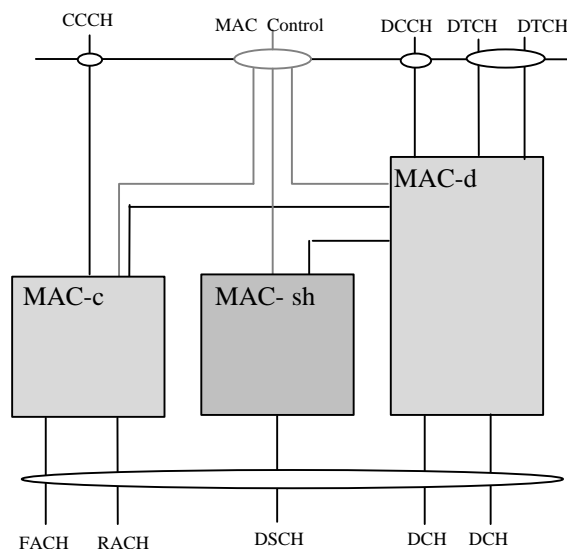 CCCH MAC Control DCCH DTCH DTCH
MAC-d
MAC-c MAC- sh
FACH RACH DSCH DCH DCH